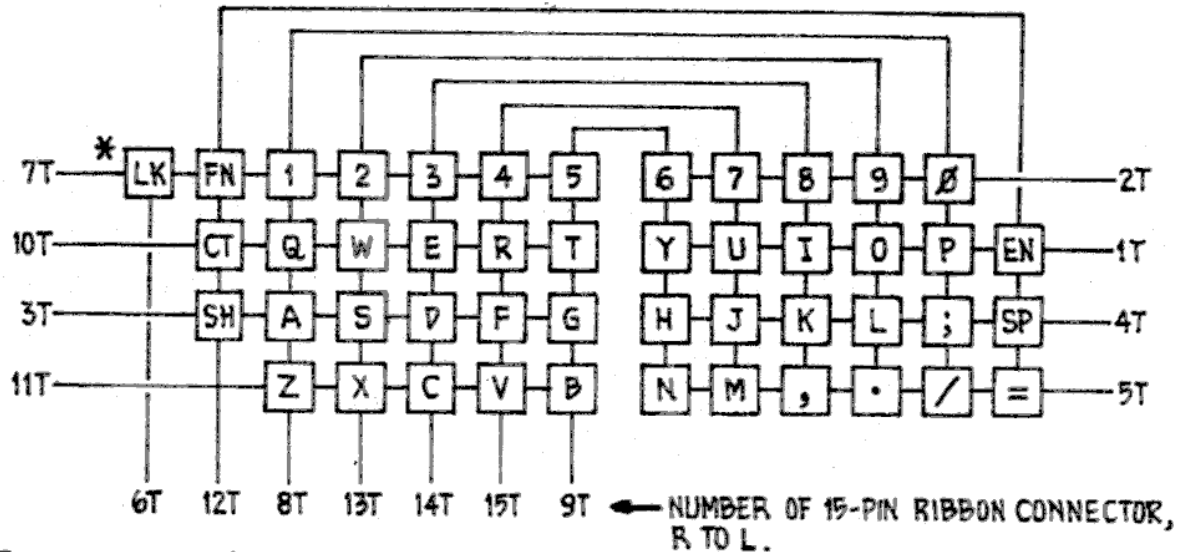 * 
7T LK FN 1 2 3 4 5 6 7 8 9 Ø 2T
10T CT Q W E R T Y U I O P EN 1T
3T SH A S D F G H J K L ; SP 4T
11T Z X C V B N M , . / = 5T
6T 12T 8T 13T 14T 15T 9T ← NUMBER OF 15-PIN RIBBON CONNECTOR,
R TO L.